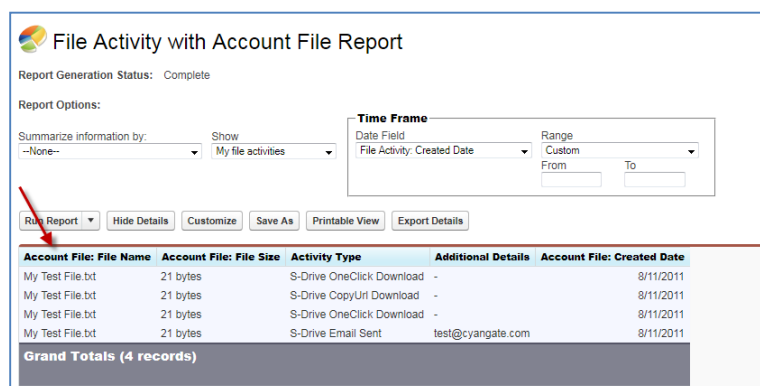 File Activity with Account File Report
Report Generation Status: Complete
Report Options:
Time Frame
Summarize information by: Show Date Field Range
--None-- My file activities File Activity: Created Date Custom
From To
Run Report Hide Details Customize Save As Printable View Export Details
Account File: File Name Account File: File Size Activity Type Additional Details Account File: Created Date
My Test File.txt 21 bytes S-Drive OneClick Download - 8/11/2011
My Test File.txt 21 bytes S-Drive CopyUrl Download - 8/11/2011
My Test File.txt 21 bytes S-Drive OneClick Download - 8/11/2011
My Test File.txt 21 bytes S-Drive Email Sent test@cyangate.com 8/11/2011
Grand Totals (4 records)